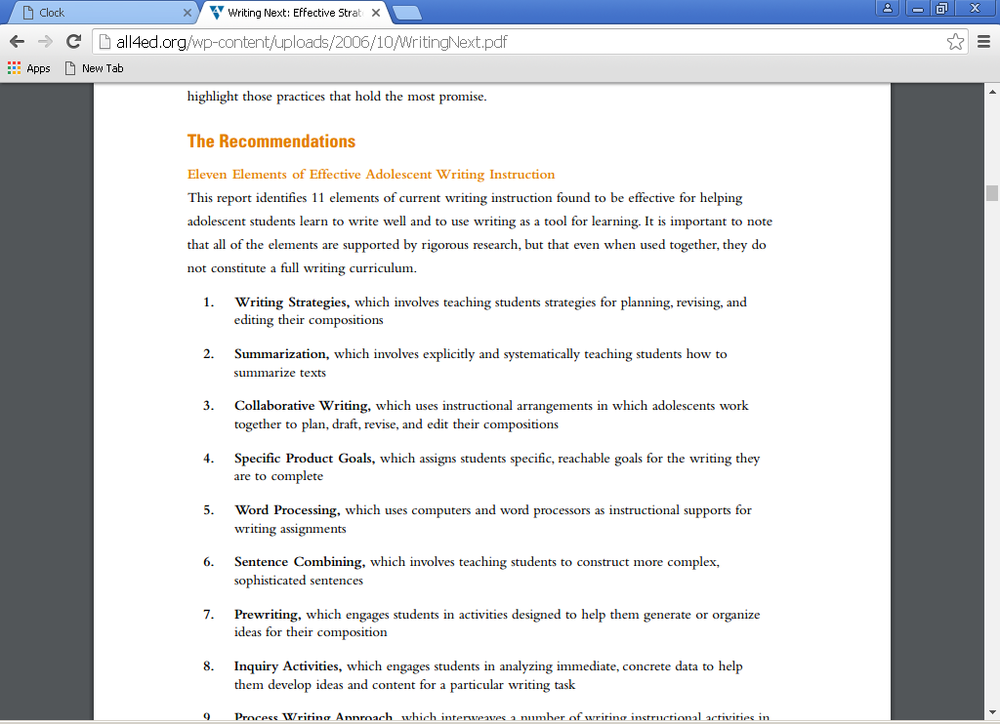 Clock
Writing Next: Effective Strat
all4ed.org/wp-content/uploads/2006/10/WritingNext.pdf
Apps
New Tab
highlight those practices that hold the most promise.
The Recommendations
Eleven Elements of Effective Adolescent Writing Instruction
This report identifies 11 elements of current writing instruction found to be effective for helping
adolescent students learn to write well and to use writing as a tool for learning. It is important to note
that all of the elements are supported by rigorous research, but that even when used together, they do
not constitute a full writing curriculum.
1. Writing Strategies, which involves teaching students strategies for planning, revising, and
editing their compositions
2. Summarization, which involves explicitly and systematically teaching students how to
summarize texts
3. Collaborative Writing, which uses instructional arrangements in which adolescents work
together to plan, draft, revise, and edit their compositions
4. Specific Product Goals, which assigns students specific, reachable goals for the writing they
are to complete
5. Word Processing, which uses computers and word processors as instructional supports for
writing assignments
6. Sentence Combining, which involves teaching students to construct more complex,
sophisticated sentences
7. Prewriting, which engages students in activities designed to help them generate or organize
ideas for their composition
8. Inquiry Activities, which engages students in analyzing immediate, concrete data to help
them develop ideas and content for a particular writing task
9. Process Writing Approach, which interweaves a number of writing instructional activities in